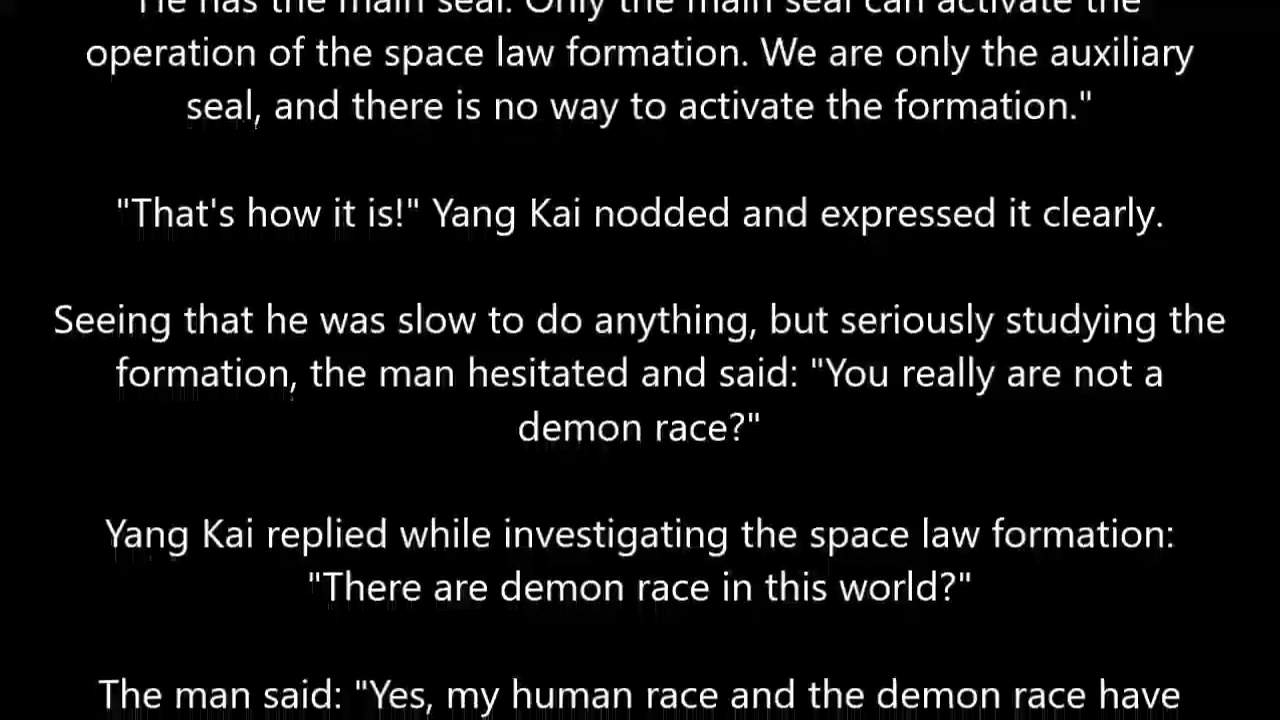 He has the main seal. Only the main seal can activate the
operation of the space law formation. We are only the auxiliary
seal, and there is no way to activate the formation."
"That's how it is!" Yang Kai nodded and expressed it clearly.
Seeing that he was slow to do anything, but seriously studying the
formation, the man hesitated and said: "You really are not a
demon race?"
Yang Kai replied while investigating the space law formation:
"There are demon race in this world?"
The man said: "Yes, my human race and the demon race have